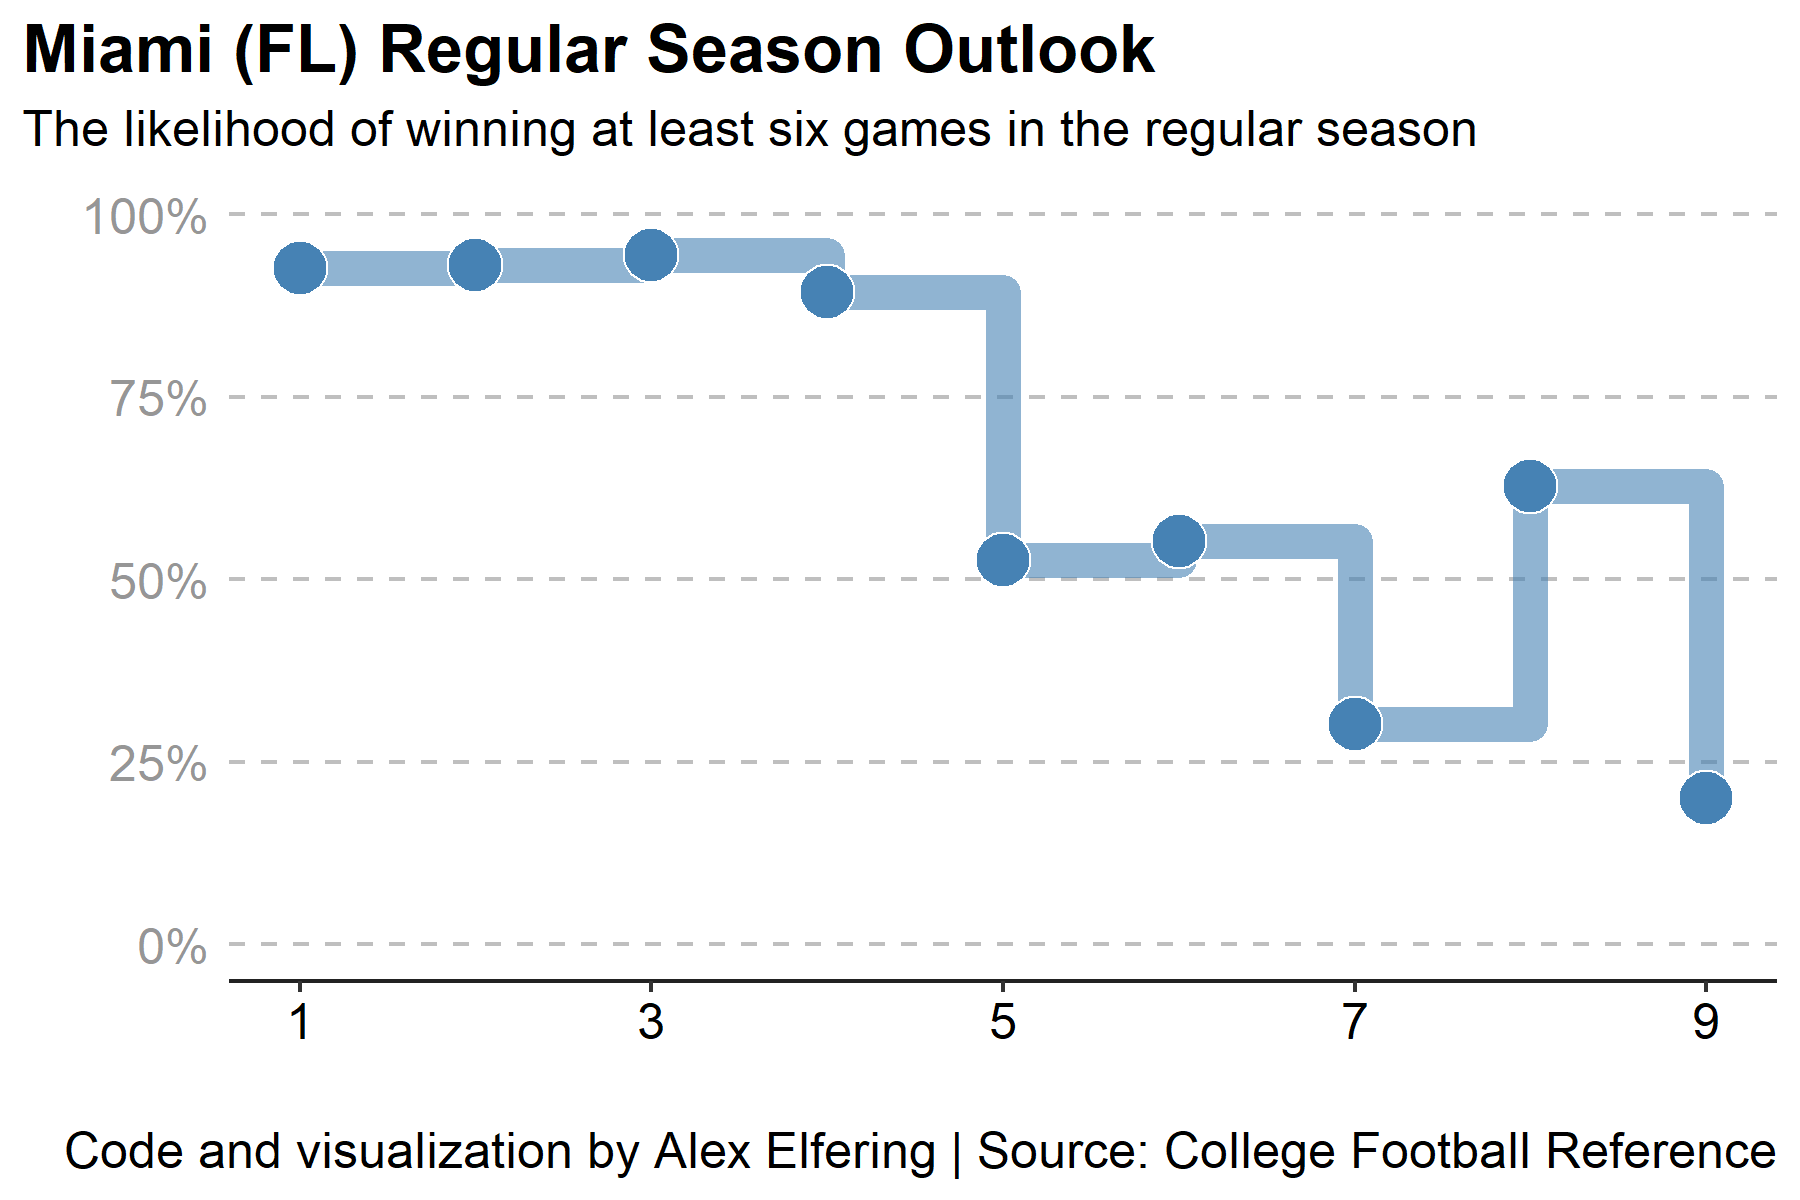 Miami (FL) Regular Season Outlook
The likelihood of winning at least six games in the regular season
100%
75%
50%
25%
0%
1 3 5 7 9
Code and visualization by Alex Elfering | Source: College Football Reference